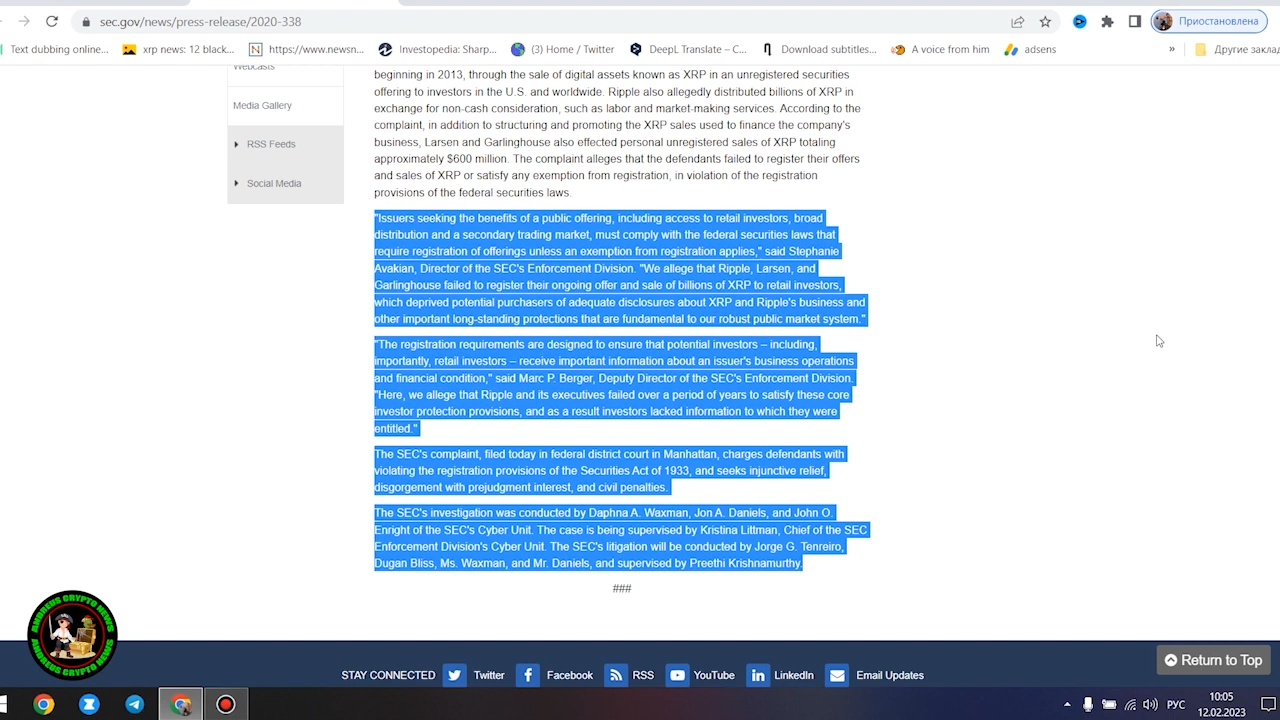 sec.gov/news/press-release/2020-338
Приостановлена
Text dubbing online...
xrp news: 12 black...
https://www.newsn...
Investopedia: Sharp...
(3) Home / Twitter
DeepL Translate – C...
Download subtitles...
A voice from him
adsens
»
Другие закла
Webcasts
Media Gallery
RSS Feeds
Social Media
beginning in 2013, through the sale of digital assets known as XRP in an unregistered securities
offering to investors in the U.S. and worldwide. Ripple also allegedly distributed billions of XRP in
exchange for non-cash consideration, such as labor and market-making services. According to the
complaint, in addition to structuring and promoting the XRP sales used to finance the company's
business, Larsen and Garlinghouse also effected personal unregistered sales of XRP totaling
approximately $600 million. The complaint alleges that the defendants failed to register their offers
and sales of XRP or satisfy any exemption from registration, in violation of the registration
provisions of the federal securities laws.
"Issuers seeking the benefits of a public offering, including access to retail investors, broad
distribution and a secondary trading market, must comply with the federal securities laws that
require registration of offerings unless an exemption from registration applies," said Stephanie
Avakian, Director of the SEC's Enforcement Division. "We allege that Ripple, Larsen, and
Garlinghouse failed to register their ongoing offer and sale of billions of XRP to retail investors,
which deprived potential purchasers of adequate disclosures about XRP and Ripple's business and
other important long-standing protections that are fundamental to our robust public market system."
"The registration requirements are designed to ensure that potential investors – including,
importantly, retail investors – receive important information about an issuer's business operations
and financial condition," said Marc P. Berger, Deputy Director of the SEC's Enforcement Division.
"Here, we allege that Ripple and its executives failed over a period of years to satisfy these core
investor protection provisions, and as a result investors lacked information to which they were
entitled."
The SEC's complaint, filed today in federal district court in Manhattan, charges defendants with
violating the registration provisions of the Securities Act of 1933, and seeks injunctive relief,
disgorgement with prejudgment interest, and civil penalties.
The SEC's investigation was conducted by Daphna A. Waxman, Jon A. Daniels, and John O.
Enright of the SEC's Cyber Unit. The case is being supervised by Kristina Littman, Chief of the SEC
Enforcement Division's Cyber Unit. The SEC's litigation will be conducted by Jorge G. Tenreiro,
Dugan Bliss, Ms. Waxman, and Mr. Daniels, and supervised by Preethi Krishnamurthy.
###
ANDREUS CRYPTO NEWS
ANDREUS CRYPTO NEWS
STAY CONNECTED
Twitter
Facebook
RSS
YouTube
LinkedIn
Email Updates
Return to Top
РУС
10:05
12.02.2023